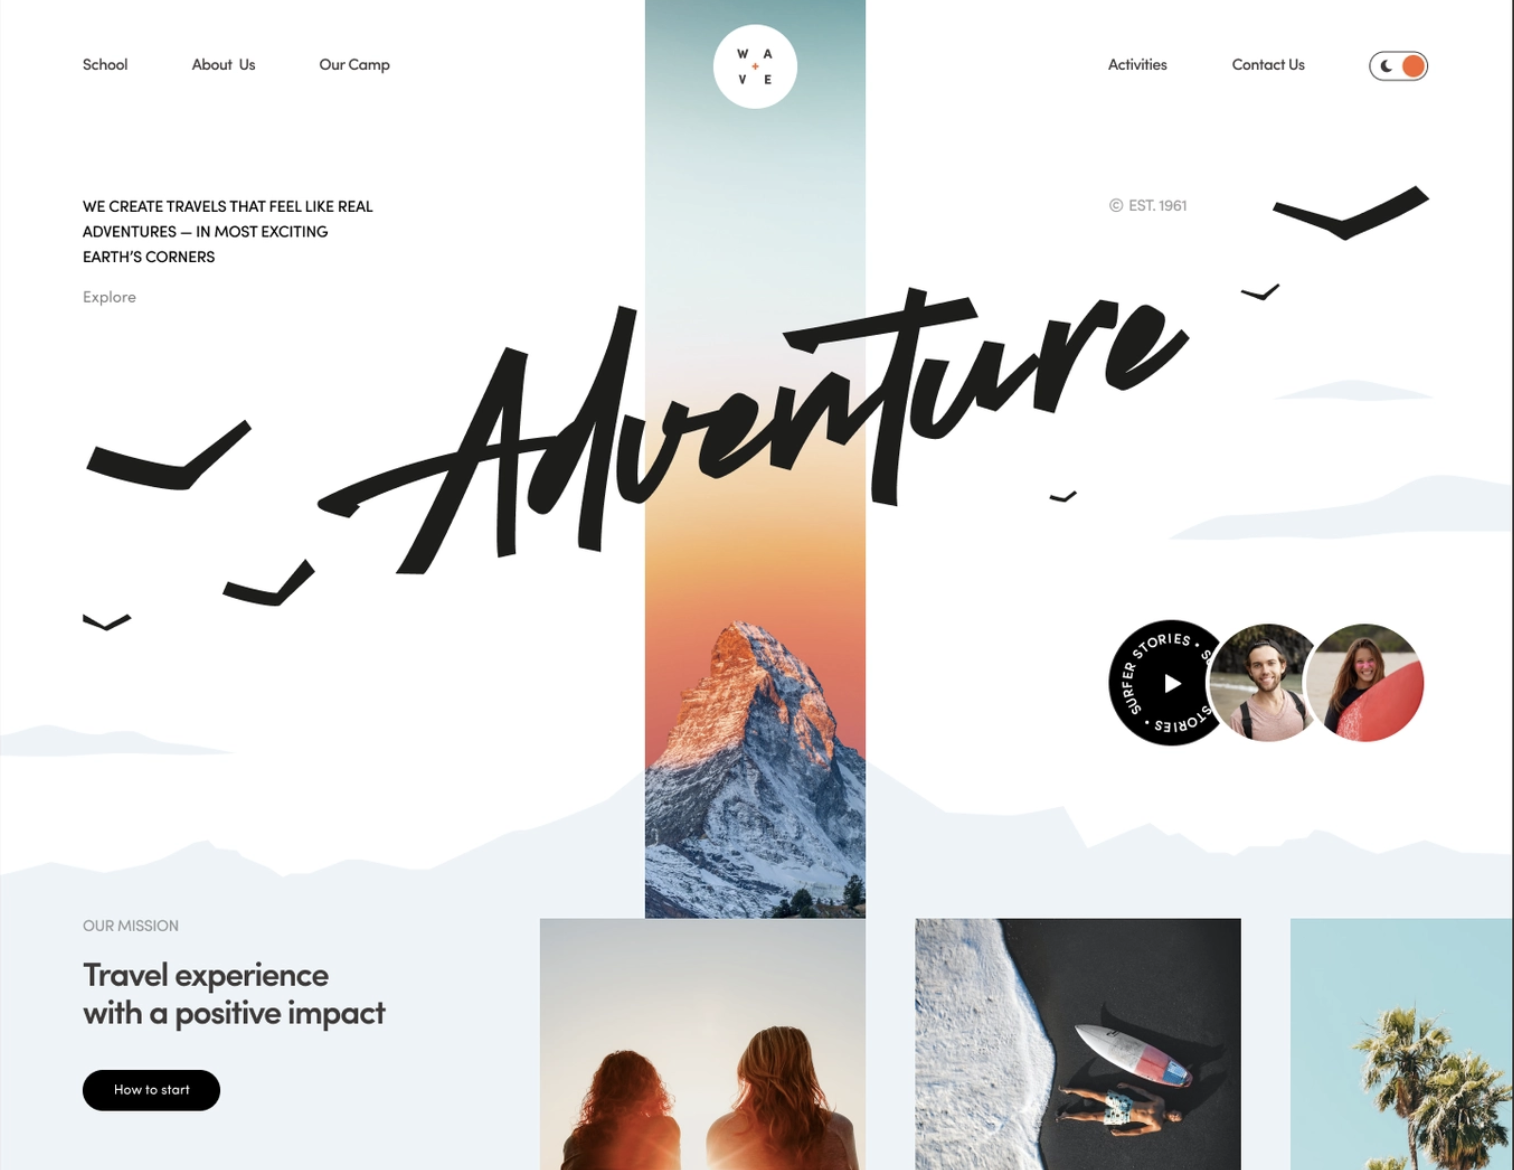 School
About Us
Our Camp
W A
V E
Activities
Contact Us
WE CREATE TRAVELS THAT FEEL LIKE REAL
ADVENTURES — IN MOST EXCITING
EARTH'S CORNERS
Explore
© EST. 1961
Adventure
SURFER STORIES • S
STORIES •
OUR MISSION
Travel experience
with a positive impact
How to start